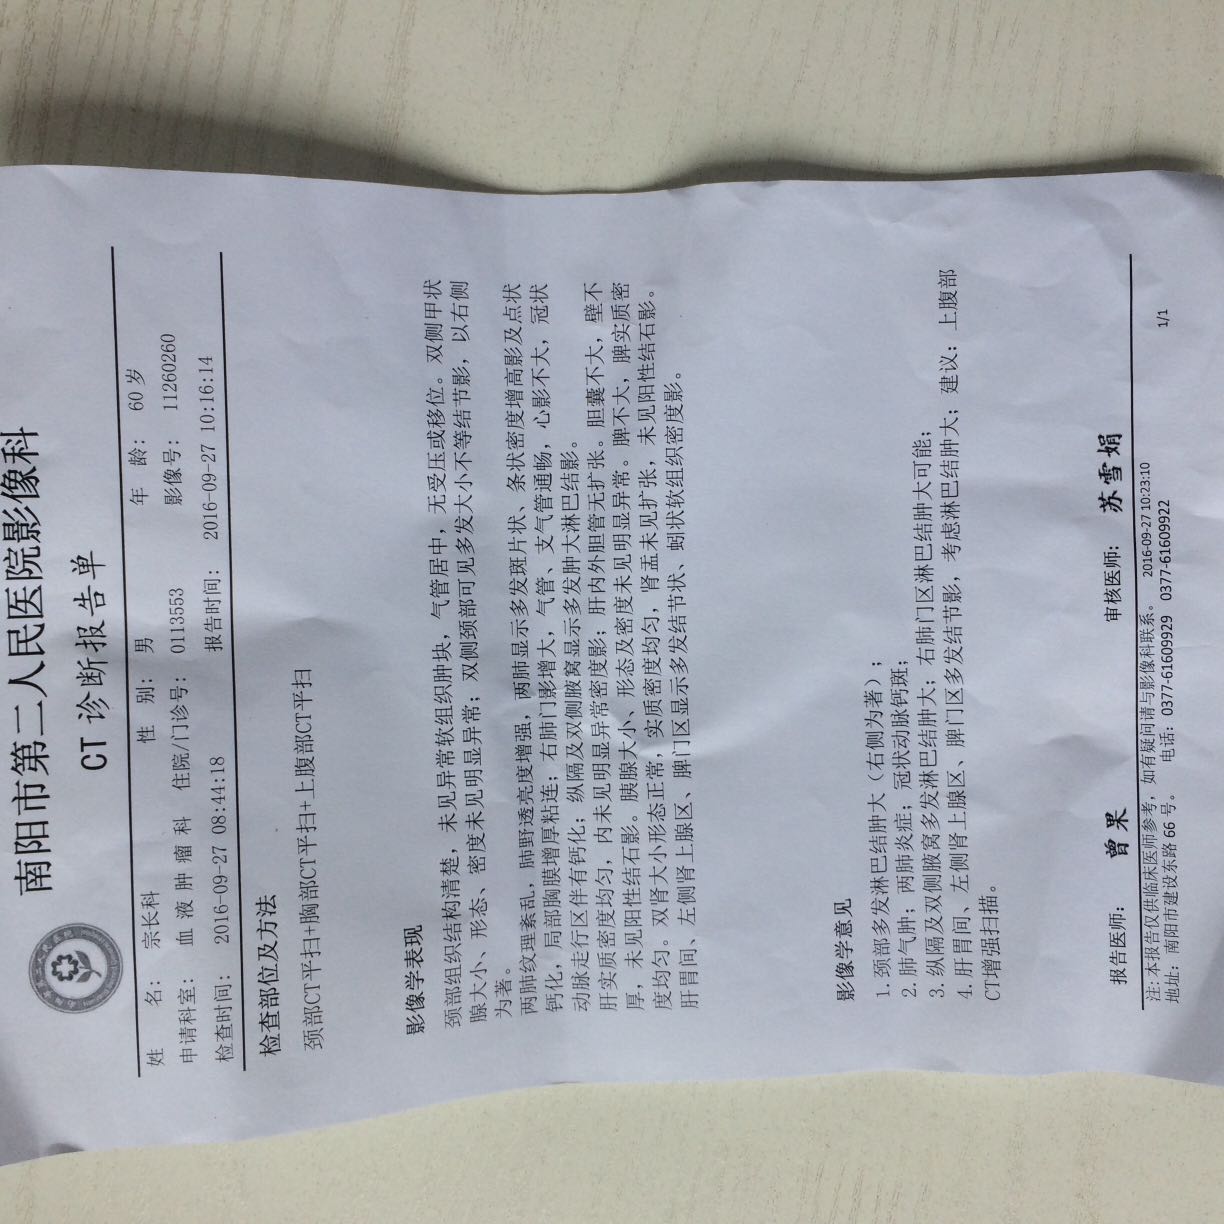 南阳市第二人民医院影像科
CT 诊断报告单
姓 名： 宗长科 性 别： 男 年 龄： 60 岁
申请科室： 血 液 肿 瘤 科 住院/门诊号： 0113553 影像号： 11260260
检查时间： 2016-09-27 08:44:18 报告时间： 2016-09-27 10:16:14
检查部位及方法
颈部CT平扫+胸部CT平扫+上腹部CT平扫
影像学表现
颈部组织结构清楚，未见异常软组织肿块，气管居中，无受压或移位。双侧甲状
腺大小、形态、密度未见明显异常；双侧颈部可见多发大小不等结节影，以右侧
为著。
两肺纹理紊乱，肺野透亮度增强，两肺显示多发斑片状、条状密度增高影及点状
钙化，局部胸膜增厚粘连；右肺门影增大，气管、支气管通畅，心影不大，冠状
动脉走行区伴有钙化；纵隔及双侧腋窝显示多发肿大淋巴结影。
肝实质密度均匀，内未见明显异常密度影；肝内外胆管无扩张。胆囊不大，壁不
厚，未见阳性结石影。胰腺大小、形态及密度未见明显异常。脾不大，脾实质密
度均匀。双肾大小形态正常，实质密度均匀，肾盂未见扩张，未见阳性结石影。
肝胃间、左侧肾上腺区、脾门区显示多发结节状、蚓状软组织密度影。
影像学意见
1. 颈部多发淋巴结肿大（右侧为著）；
2. 肺气肿；两肺炎症；冠状动脉钙斑；
3. 纵隔及双侧腋窝多发淋巴结肿大；右肺门区淋巴结肿大可能；
4. 肝胃间、左侧肾上腺区、脾门区多发结节影，考虑淋巴结肿大；建议：上腹部
CT增强扫描。
报告医师： 曾果 审核医师： 苏雪娟
注：本报告仅供临床医师参考，如有疑问请与影像科联系。 2016-09-27 10:23:10
地址：南阳市建设东路 66 号。 电话：0377-61609929 0377-61609922 1/1